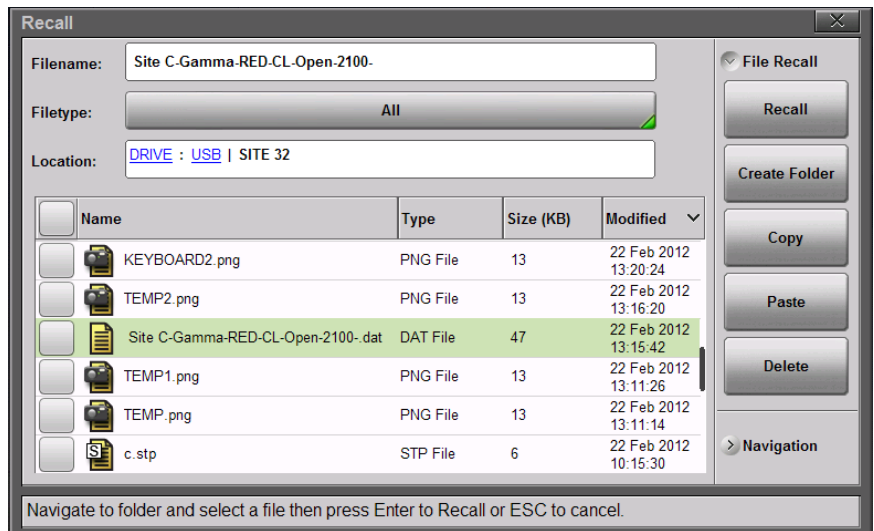 Recall
Filename: Site C-Gamma-RED-CL-Open-2100-
Filetype: All
Location: DRIVE : USB | SITE 32
Name Type Size (KB) Modified
KEYBOARD2.png PNG File 13 22 Feb 2012 13:20:24
TEMP2.png PNG File 13 22 Feb 2012 13:16:20
Site C-Gamma-RED-CL-Open-2100-.dat DAT File 47 22 Feb 2012 13:15:42
TEMP1.png PNG File 13 22 Feb 2012 13:11:26
TEMP.png PNG File 13 22 Feb 2012 13:11:14
S c.stp STP File 6 22 Feb 2012 10:15:30
File Recall
Recall
Create Folder
Copy
Paste
Delete
Navigation
Navigate to folder and select a file then press Enter to Recall or ESC to cancel.